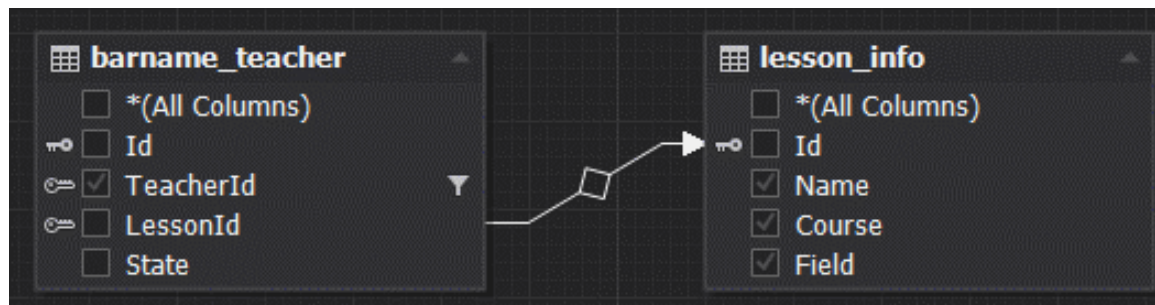 barname_teacher
*(All Columns)
Id
TeacherId
LessonId
State
lesson_info
*(All Columns)
Id
Name
Course
Field